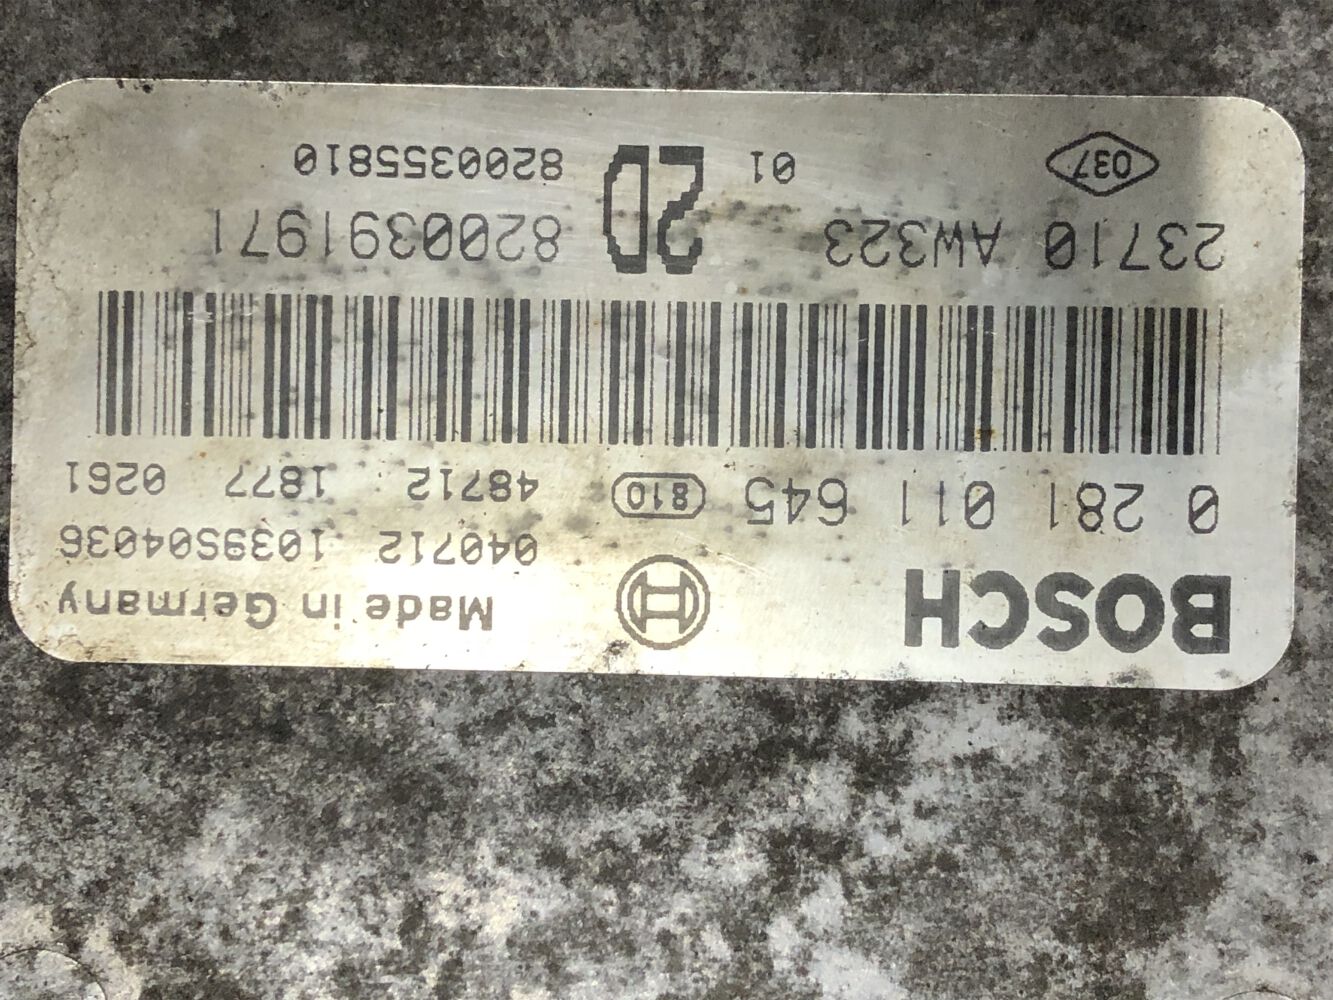 BOSCH Made in Germany
040712 1039S04036
0 281 011 645 810 48712 1877 0261
23710 AW323 2D 8200391971
037 01 8200355810